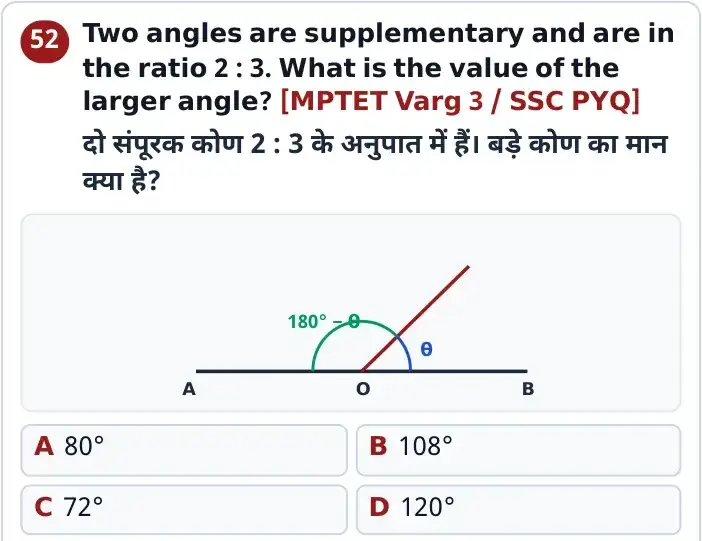 52 Two angles are supplementary and are in
the ratio 2 : 3. What is the value of the
larger angle? [MPTET Varg 3 / SSC PYQ]
दो संपूरक कोण 2 : 3 के अनुपात में हैं। बड़े कोण का मान
क्या है?
180° – θ
θ
A O B
A 80° B 108°
C 72° D 120°